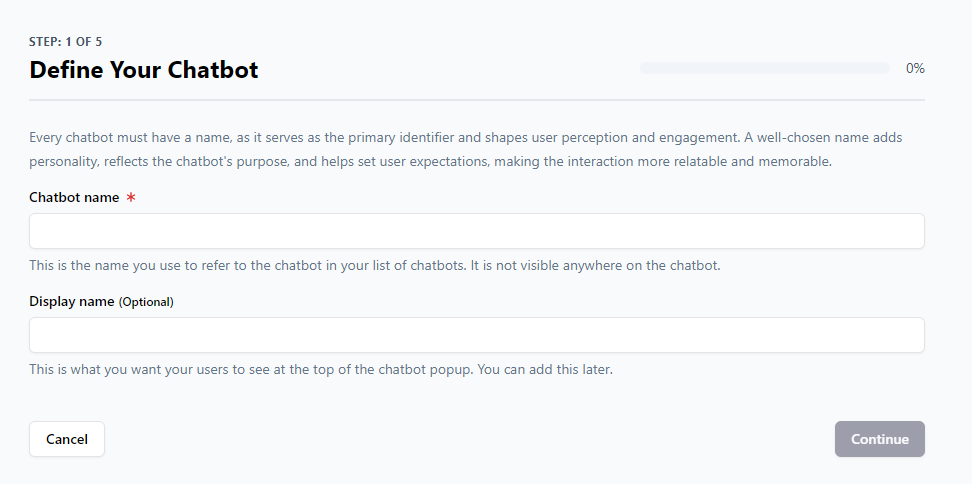 STEP: 1 OF 5
Define Your Chatbot
0%
Every chatbot must have a name, as it serves as the primary identifier and shapes user perception and engagement. A well-chosen name adds
personality, reflects the chatbot's purpose, and helps set user expectations, making the interaction more relatable and memorable.
Chatbot name *
This is the name you use to refer to the chatbot in your list of chatbots. It is not visible anywhere on the chatbot.
Display name (Optional)
This is what you want your users to see at the top of the chatbot popup. You can add this later.
Cancel
Continue